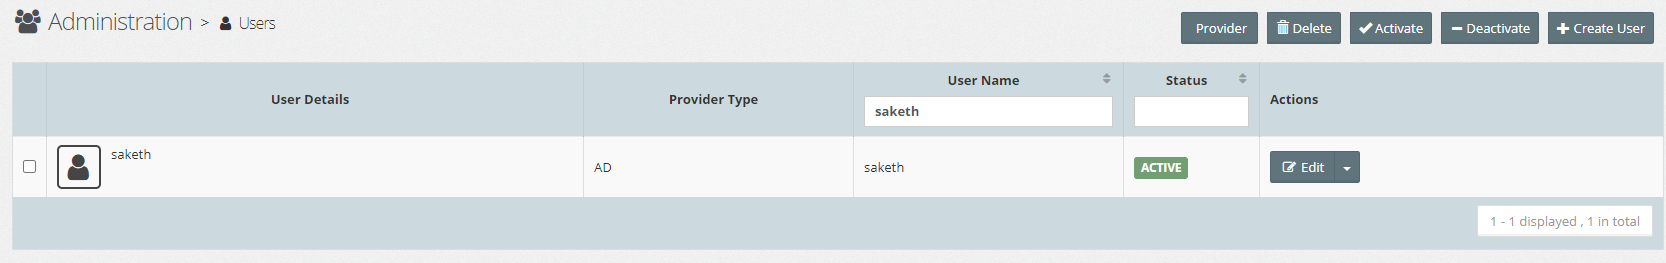 Administration > Users
Provider Delete Activate Deactivate Create User
User Details Provider Type User Name Status Actions
saketh
saketh AD saketh ACTIVE Edit
1 - 1 displayed , 1 in total